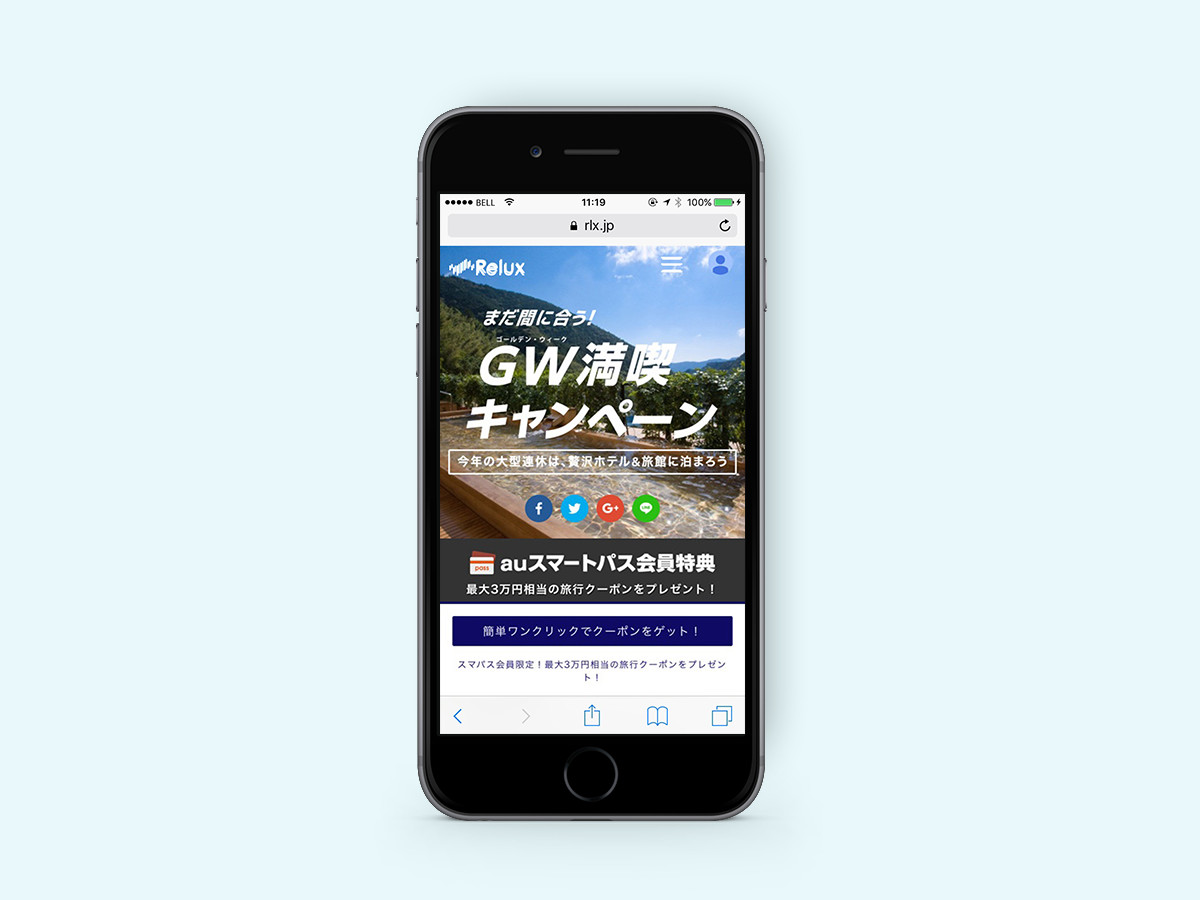 BELL 11:19 100%
rlx.jp
Relux
まだ間に合う!
ゴールデン・ウィーク
GW満喫
キャンペーン
今年の大型連休は、贅沢ホテル&旅館に泊まろう
f G+ LINE
pass auスマートパス会員特典
最大3万円相当の旅行クーポンをプレゼント！
簡単ワンクリックでクーポンをゲット！
スマパス会員限定！最大3万円相当の旅行クーポンをプレゼン
ト！